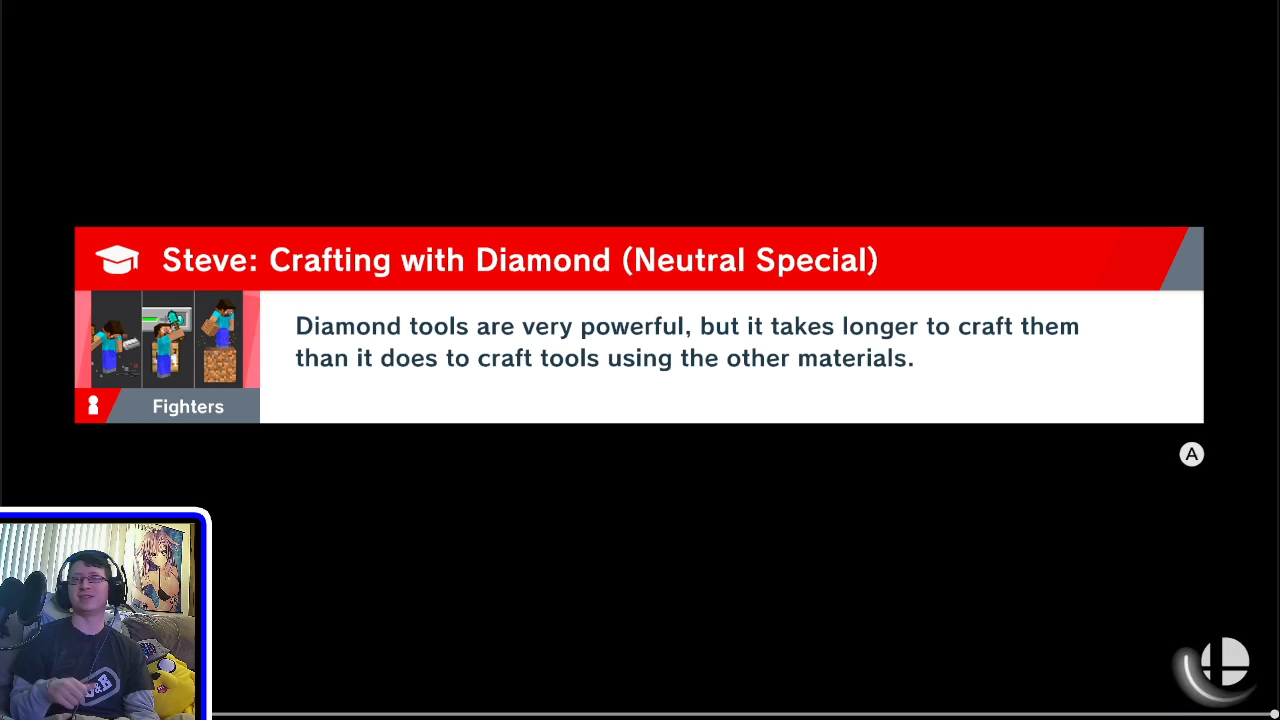 Steve: Crafting with Diamond (Neutral Special)
Diamond tools are very powerful, but it takes longer to craft them
than it does to craft tools using the other materials.
Fighters
A